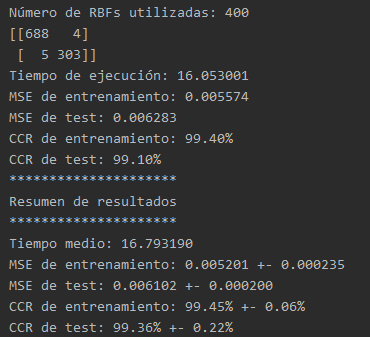 Número de RBFs utilizadas: 400
[[688   4]
 [  5 303]]
Tiempo de ejecución: 16.053001
MSE de entrenamiento: 0.005574
MSE de test: 0.006283
CCR de entrenamiento: 99.40%
CCR de test: 99.10%
*********************
Resumen de resultados
*********************
Tiempo medio: 16.793190
MSE de entrenamiento: 0.005201 +- 0.000235
MSE de test: 0.006102 +- 0.000200
CCR de entrenamiento: 99.45% +- 0.06%
CCR de test: 99.36% +- 0.22%